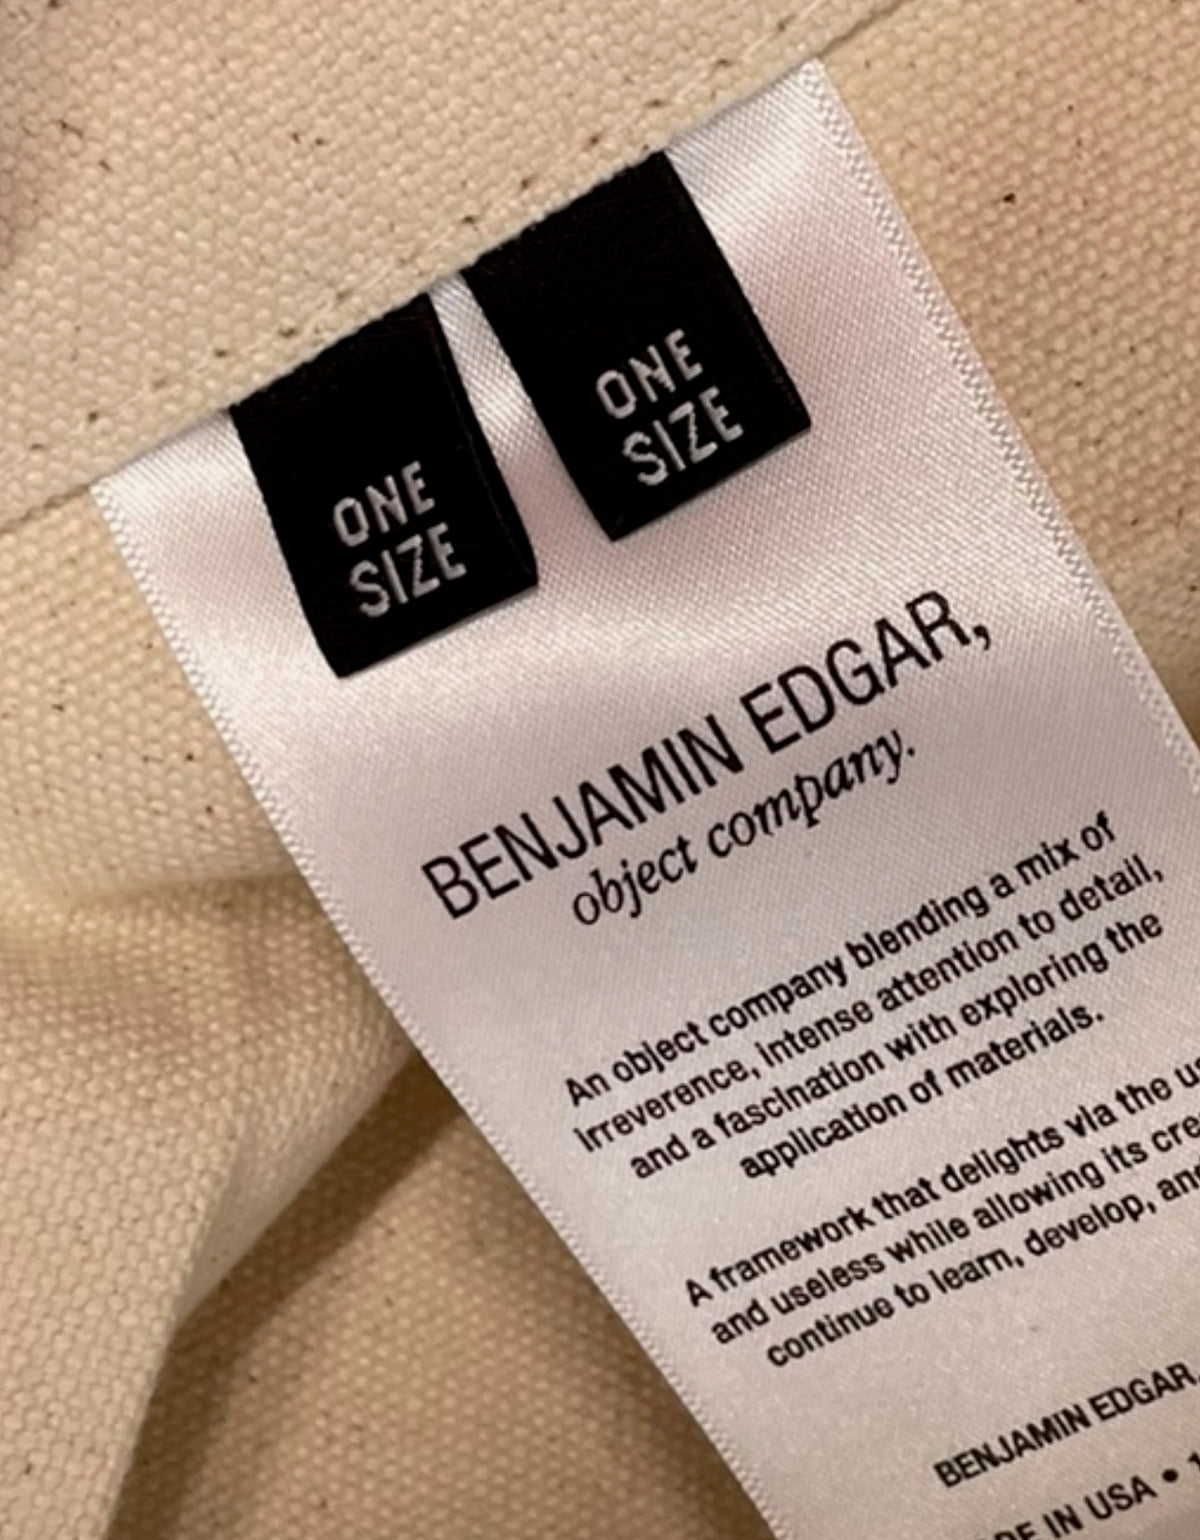 ONE
SIZE
ONE
SIZE
BENJAMIN EDGAR,
object company.
An object company blending a mix of
irreverence, intense attention to detail,
and a fascination with exploring the
application of materials.
A framework that delights via the
and useless while allowing its
continue to learn, develop, and
BENJAMIN EDGAR
IN USA •